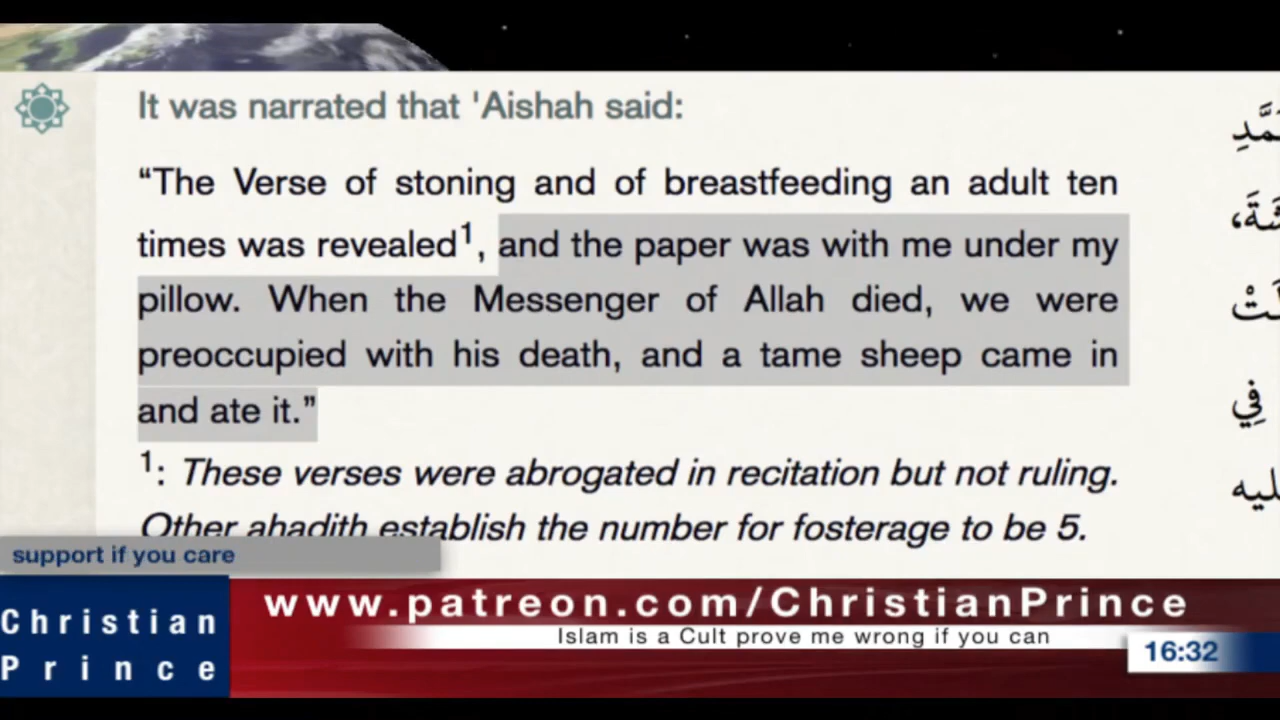 It was narrated that 'Aishah said:
“The Verse of stoning and of breastfeeding an adult ten
times was revealed1, and the paper was with me under my
pillow. When the Messenger of Allah died, we were
preoccupied with his death, and a tame sheep came in
and ate it.”
1: These verses were abrogated in recitation but not ruling.
Other ahadith establish the number for fosterage to be 5.
support if you care
Christian
Prince
www.patreon.com/ChristianPrince
Islam is a Cult prove me wrong if you can
16:32
فِي